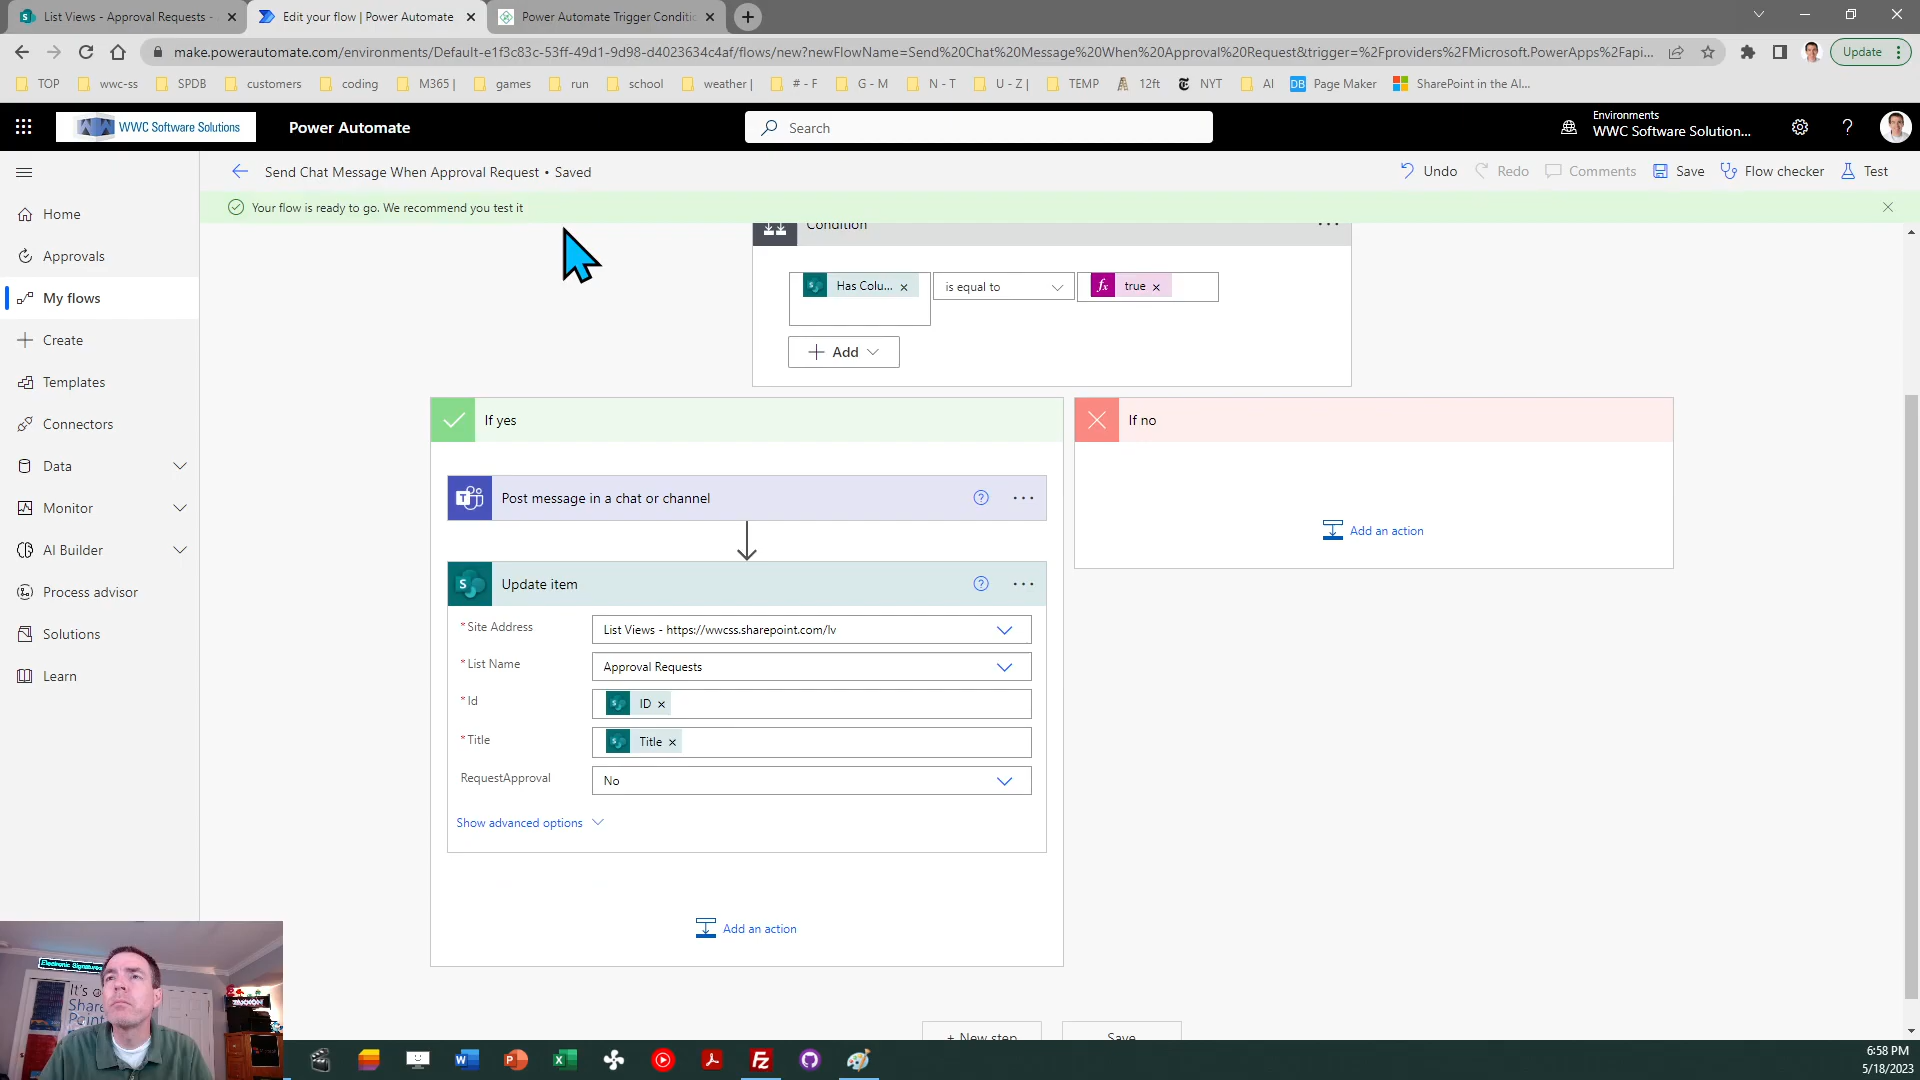 List Views - Approval Requests -
Edit your flow | Power Automate
Power Automate Trigger Conditi
make.powerautomate.com/environments/Default-e1f3c83c-53ff-49d1-9d98-d4023634c4af/flows/new?newFlowName=Send%20Chat%20Message%20When%20Approval%20Request&trigger=%2Fproviders%2FMicrosoft.PowerApps%2Fapi...
Update
TOP
wwc-ss
SPDB
customers
coding
M365 |
games
run
school
weather |
# - F
G - M
N - T
U - Z |
TEMP
12ft
NYT
AI
DB Page Maker
SharePoint in the AI...
WWC Software Solutions
Power Automate
Search
Environments
WWC Software Solution...
Send Chat Message When Approval Request • Saved
Undo
Redo
Comments
Save
Flow checker
Test
Your flow is ready to go. We recommend you test it
Home
Approvals
My flows
Create
Templates
Connectors
Data
Monitor
AI Builder
Process advisor
Solutions
Learn
Condition
Has Colu...
is equal to
fx true
Add
If yes
If no
Post message in a chat or channel
Add an action
Update item
* Site Address
List Views - https://wwcss.sharepoint.com/lv
* List Name
Approval Requests
* Id
ID
* Title
Title
RequestApproval
No
Show advanced options
Add an action
+ New step
Save
Electronic Signatures
It's a
Share
Point
6:58 PM
5/18/2023